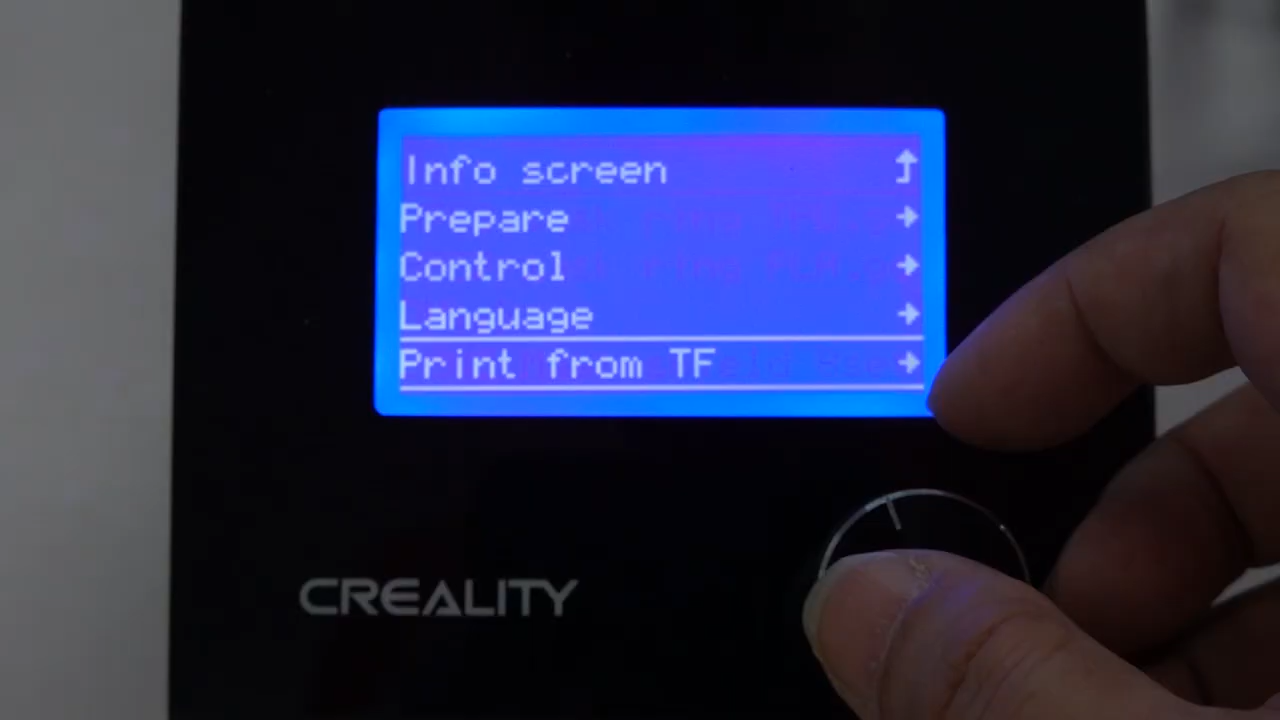 Info screen
Prepare
Control
Language
Print from TF
CREALITY